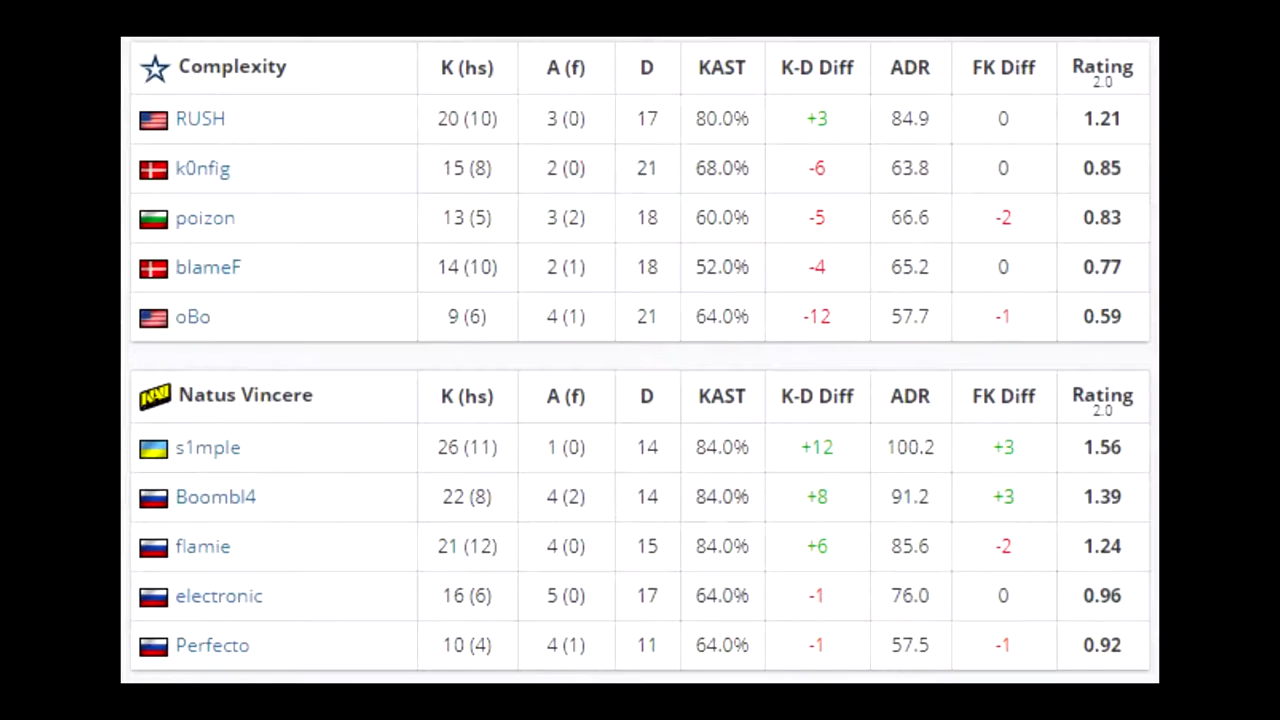 Complexity K (hs) A (f) D KAST K-D Diff ADR FK Diff Rating 2.0
RUSH 20 (10) 3 (0) 17 80.0% +3 84.9 0 1.21
k0nfig 15 (8) 2 (0) 21 68.0% -6 63.8 0 0.85
poizon 13 (5) 3 (2) 18 60.0% -5 66.6 -2 0.83
blameF 14 (10) 2 (1) 18 52.0% -4 65.2 0 0.77
oBo 9 (6) 4 (1) 21 64.0% -12 57.7 -1 0.59
NAVI Natus Vincere K (hs) A (f) D KAST K-D Diff ADR FK Diff Rating 2.0
s1mple 26 (11) 1 (0) 14 84.0% +12 100.2 +3 1.56
Boombl4 22 (8) 4 (2) 14 84.0% +8 91.2 +3 1.39
flamie 21 (12) 4 (0) 15 84.0% +6 85.6 -2 1.24
electronic 16 (6) 5 (0) 17 64.0% -1 76.0 0 0.96
Perfecto 10 (4) 4 (1) 11 64.0% -1 57.5 -1 0.92